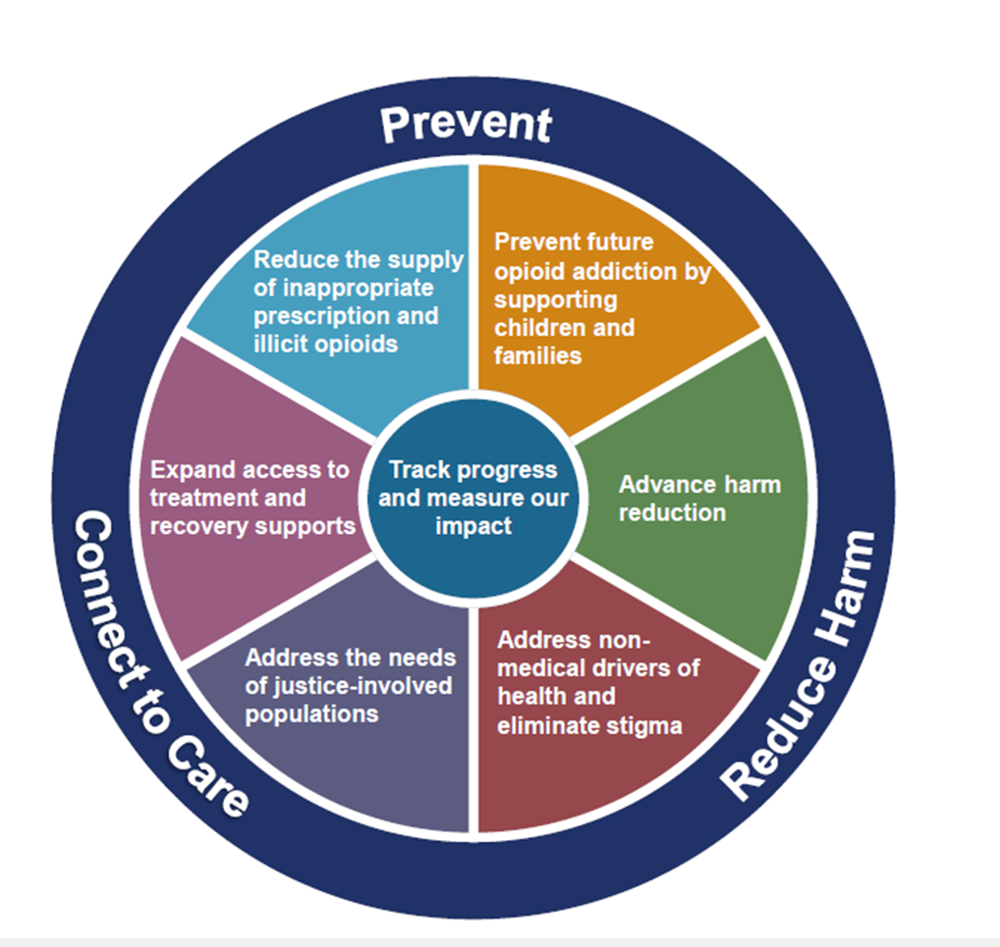 Prevent
Reduce the supply
of inappropriate
prescription and
illicit opioids
Prevent future
opioid addiction by
supporting
children and
families
Expand access to
treatment and
recovery supports
Track progress
and measure our
impact
Advance harm
reduction
Address the needs
of justice-involved
populations
Address non-
medical drivers of
health and
eliminate stigma
Connect to Care
Reduce Harm